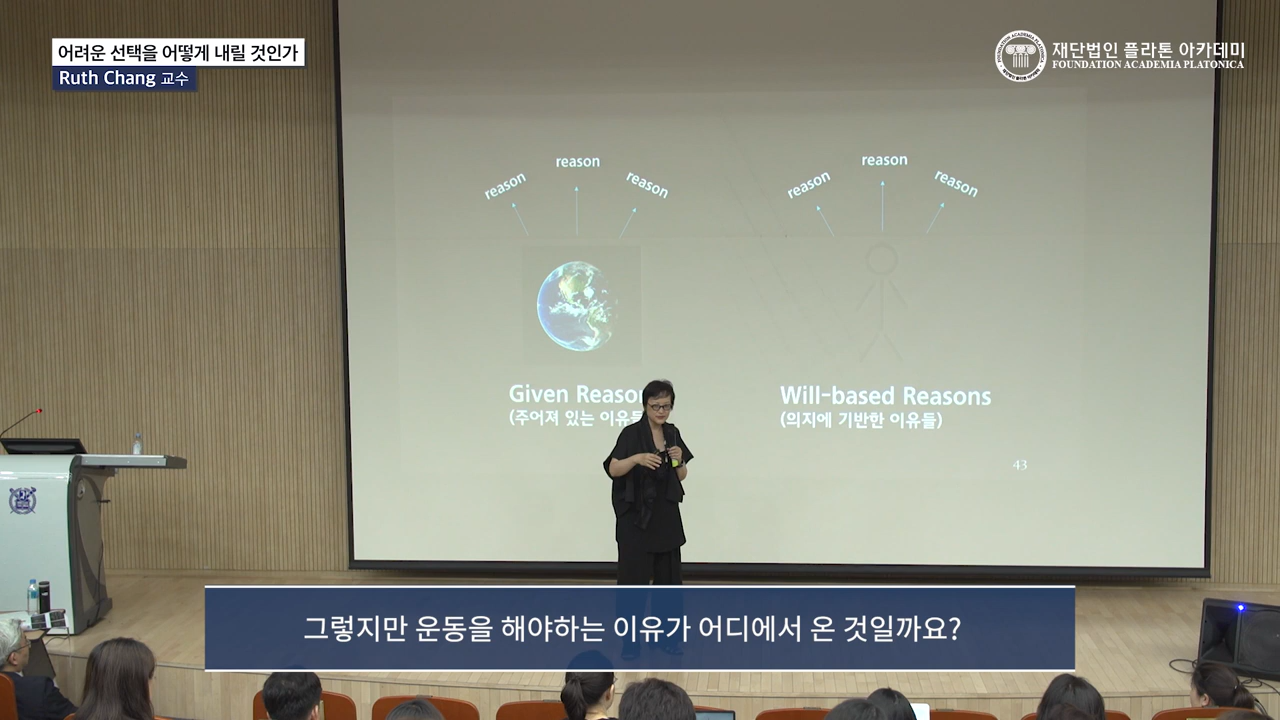 어려운 선택을 어떻게 내릴 것인가
Ruth Chang 교수
재단법인 플라톤 아카데미
FOUNDATION ACADEMIA PLATONICA
reason
reason
reason
reason
reason
reason
Given Reaso
(주어져 있는 이유들
Will-based Reasons
(의지에 기반한 이유들)
43
그렇지만 운동을 해야하는 이유가 어디에서 온 것일까요?